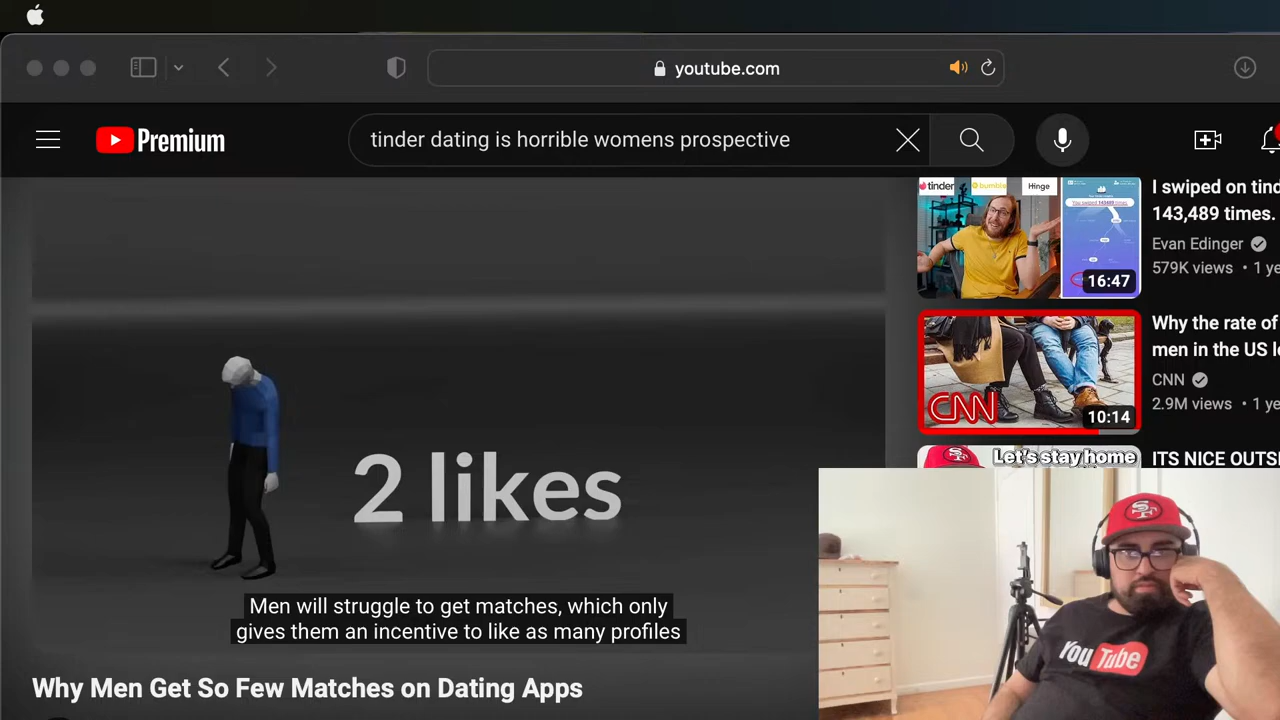 youtube.com
Premium
tinder dating is horrible womens prospective
2 likes
Men will struggle to get matches, which only
gives them an incentive to like as many profiles
Why Men Get So Few Matches on Dating Apps
tinder
bumble
Hinge
16:47
I swiped on tind
143,489 times.
Evan Edinger
579K views • 1 ye
CNN
10:14
Why the rate of
men in the US l
CNN
2.9M views • 1 ye
Let's stay home
ITS NICE OUTSI
SF
YouTube